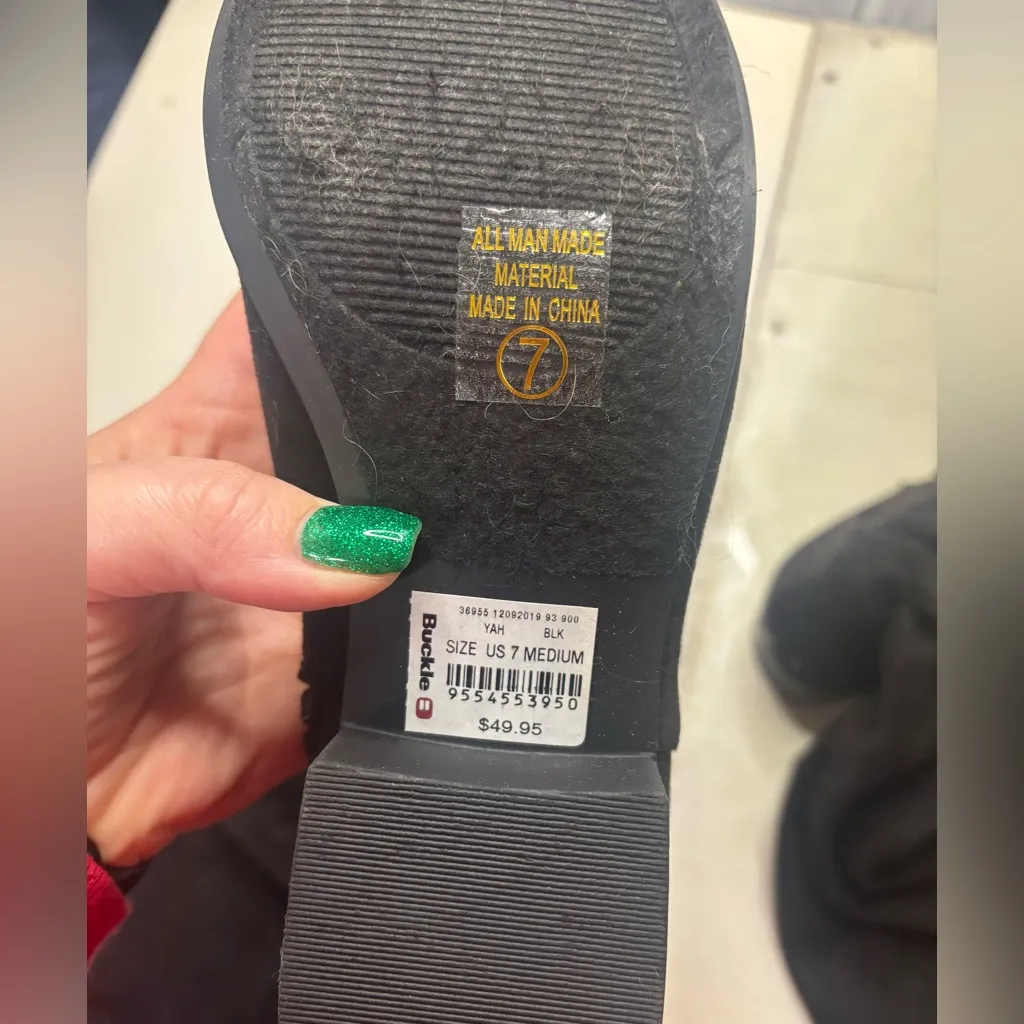 ALL MAN MADE
MATERIAL
MADE IN CHINA
7
36955 12092019 93 900
YAH BLK
SIZE US 7 MEDIUM
9554553950
$49.95
Buckle B